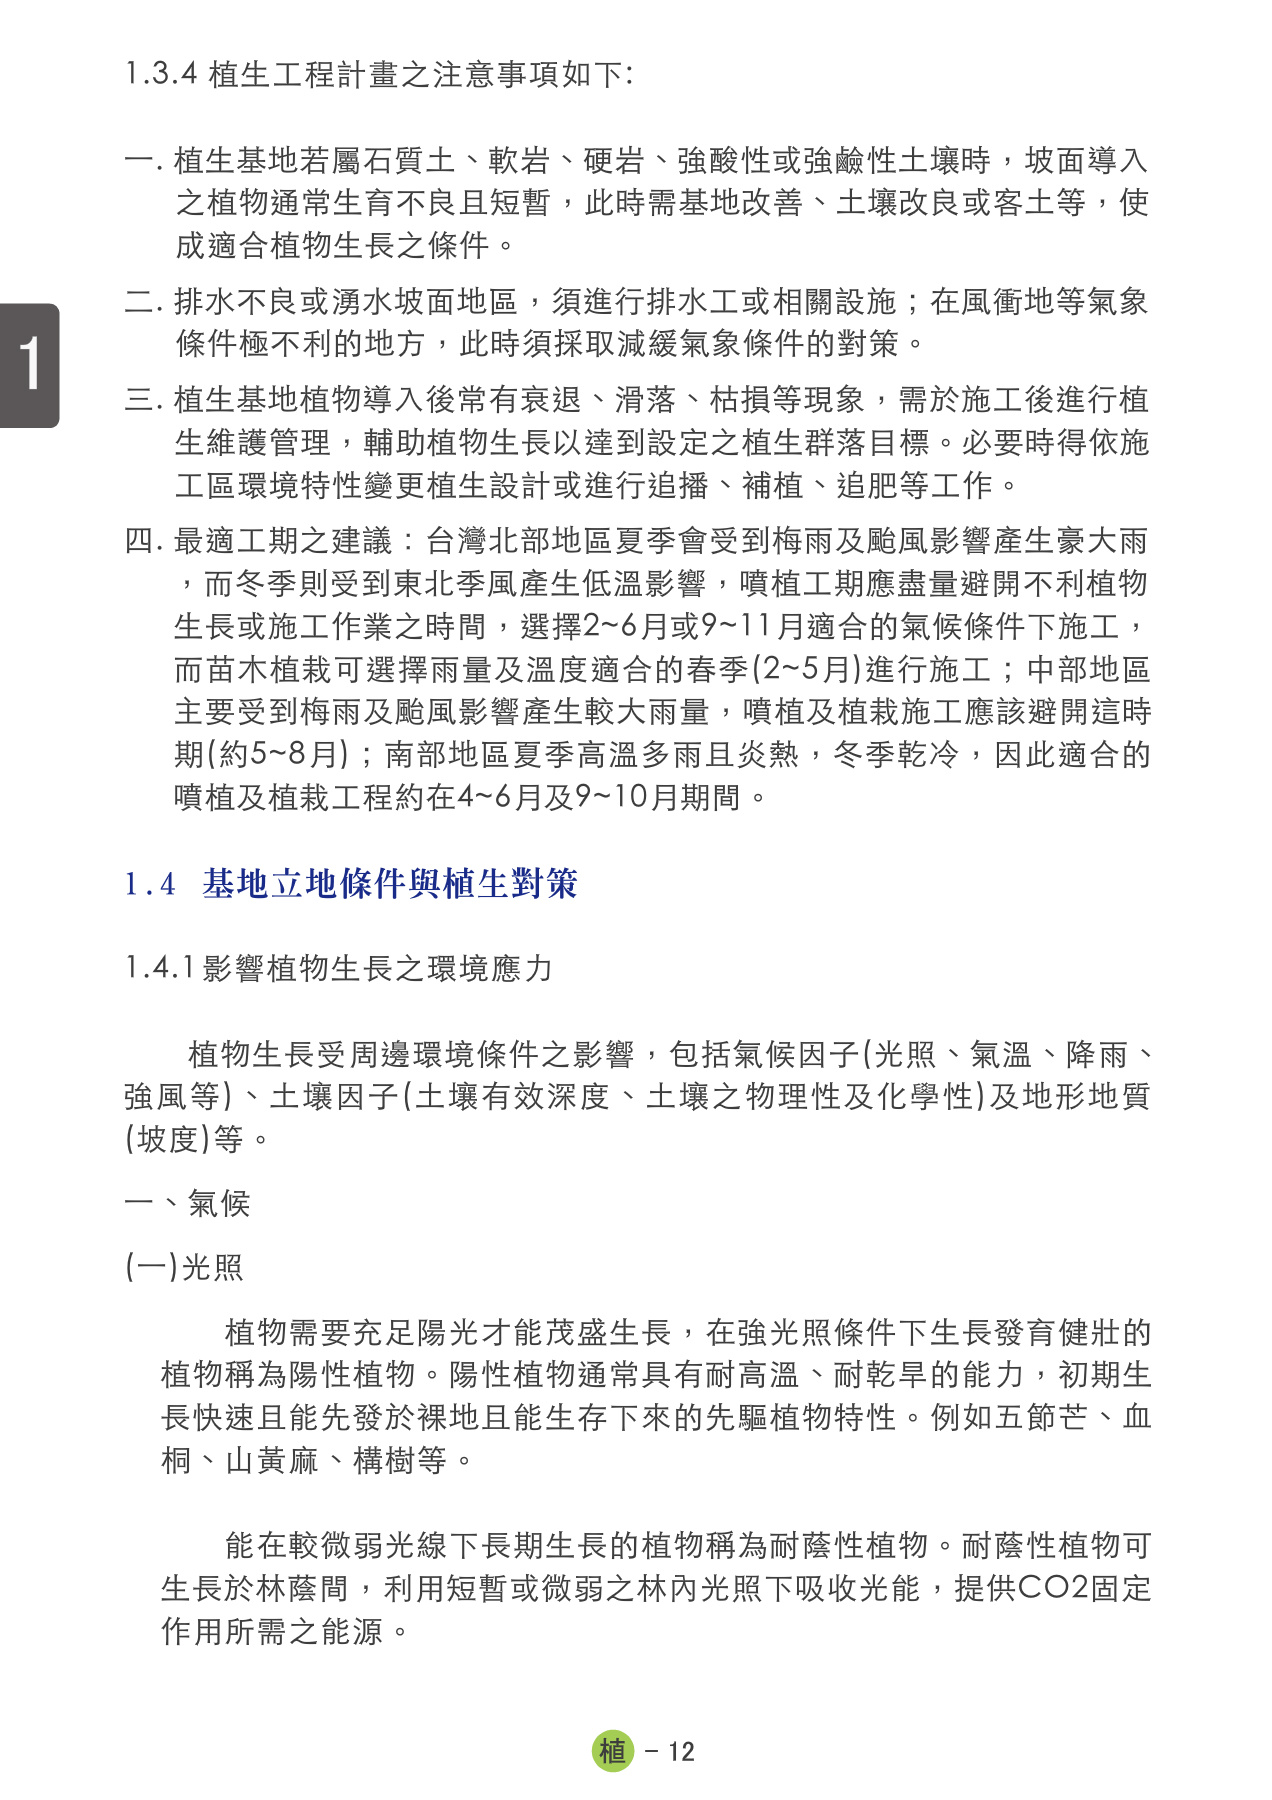 1.3.4 植生工程計畫之注意事項如下:
一. 植生基地若屬石質土、軟岩、硬岩、強酸性或強鹼性土壤時，坡面導入
之植物通常生育不良且短暫，此時需基地改善、土壤改良或客土等，使
成適合植物生長之條件。
二. 排水不良或湧水坡面地區，須進行排水工或相關設施；在風衝地等氣象
條件極不利的地方，此時須採取減緩氣象條件的對策。
1
三. 植生基地植物導入後常有衰退、滑落、枯損等現象，需於施工後進行植
生維護管理，輔助植物生長以達到設定之植生群落目標。必要時得依施
工區環境特性變更植生設計或進行追播、補植、追肥等工作。
四. 最適工期之建議：台灣北部地區夏季會受到梅雨及颱風影響產生豪大雨
，而冬季則受到東北季風產生低溫影響，噴植工期應盡量避開不利植物
生長或施工作業之時間，選擇2~6月或9~11月適合的氣候條件下施工，
而苗木植栽可選擇雨量及溫度適合的春季(2~5月)進行施工；中部地區
主要受到梅雨及颱風影響產生較大雨量，噴植及植栽施工應該避開這時
期(約5~8月)；南部地區夏季高溫多雨且炎熱，冬季乾冷，因此適合的
噴植及植栽工程約在4~6月及9~10月期間。
1.4 基地立地條件與植生對策
1.4.1影響植物生長之環境應力
植物生長受周邊環境條件之影響，包括氣候因子(光照、氣溫、降雨、
強風等)、土壤因子(土壤有效深度、土壤之物理性及化學性)及地形地質
(坡度)等。
一、氣候
(一)光照
植物需要充足陽光才能茂盛生長，在強光照條件下生長發育健壯的
植物稱為陽性植物。陽性植物通常具有耐高溫、耐乾旱的能力，初期生
長快速且能先發於裸地且能生存下來的先驅植物特性。例如五節芒、血
桐、山黃麻、構樹等。
能在較微弱光線下長期生長的植物稱為耐蔭性植物。耐蔭性植物可
生長於林蔭間，利用短暫或微弱之林內光照下吸收光能，提供CO2固定
作用所需之能源。
植 – 12